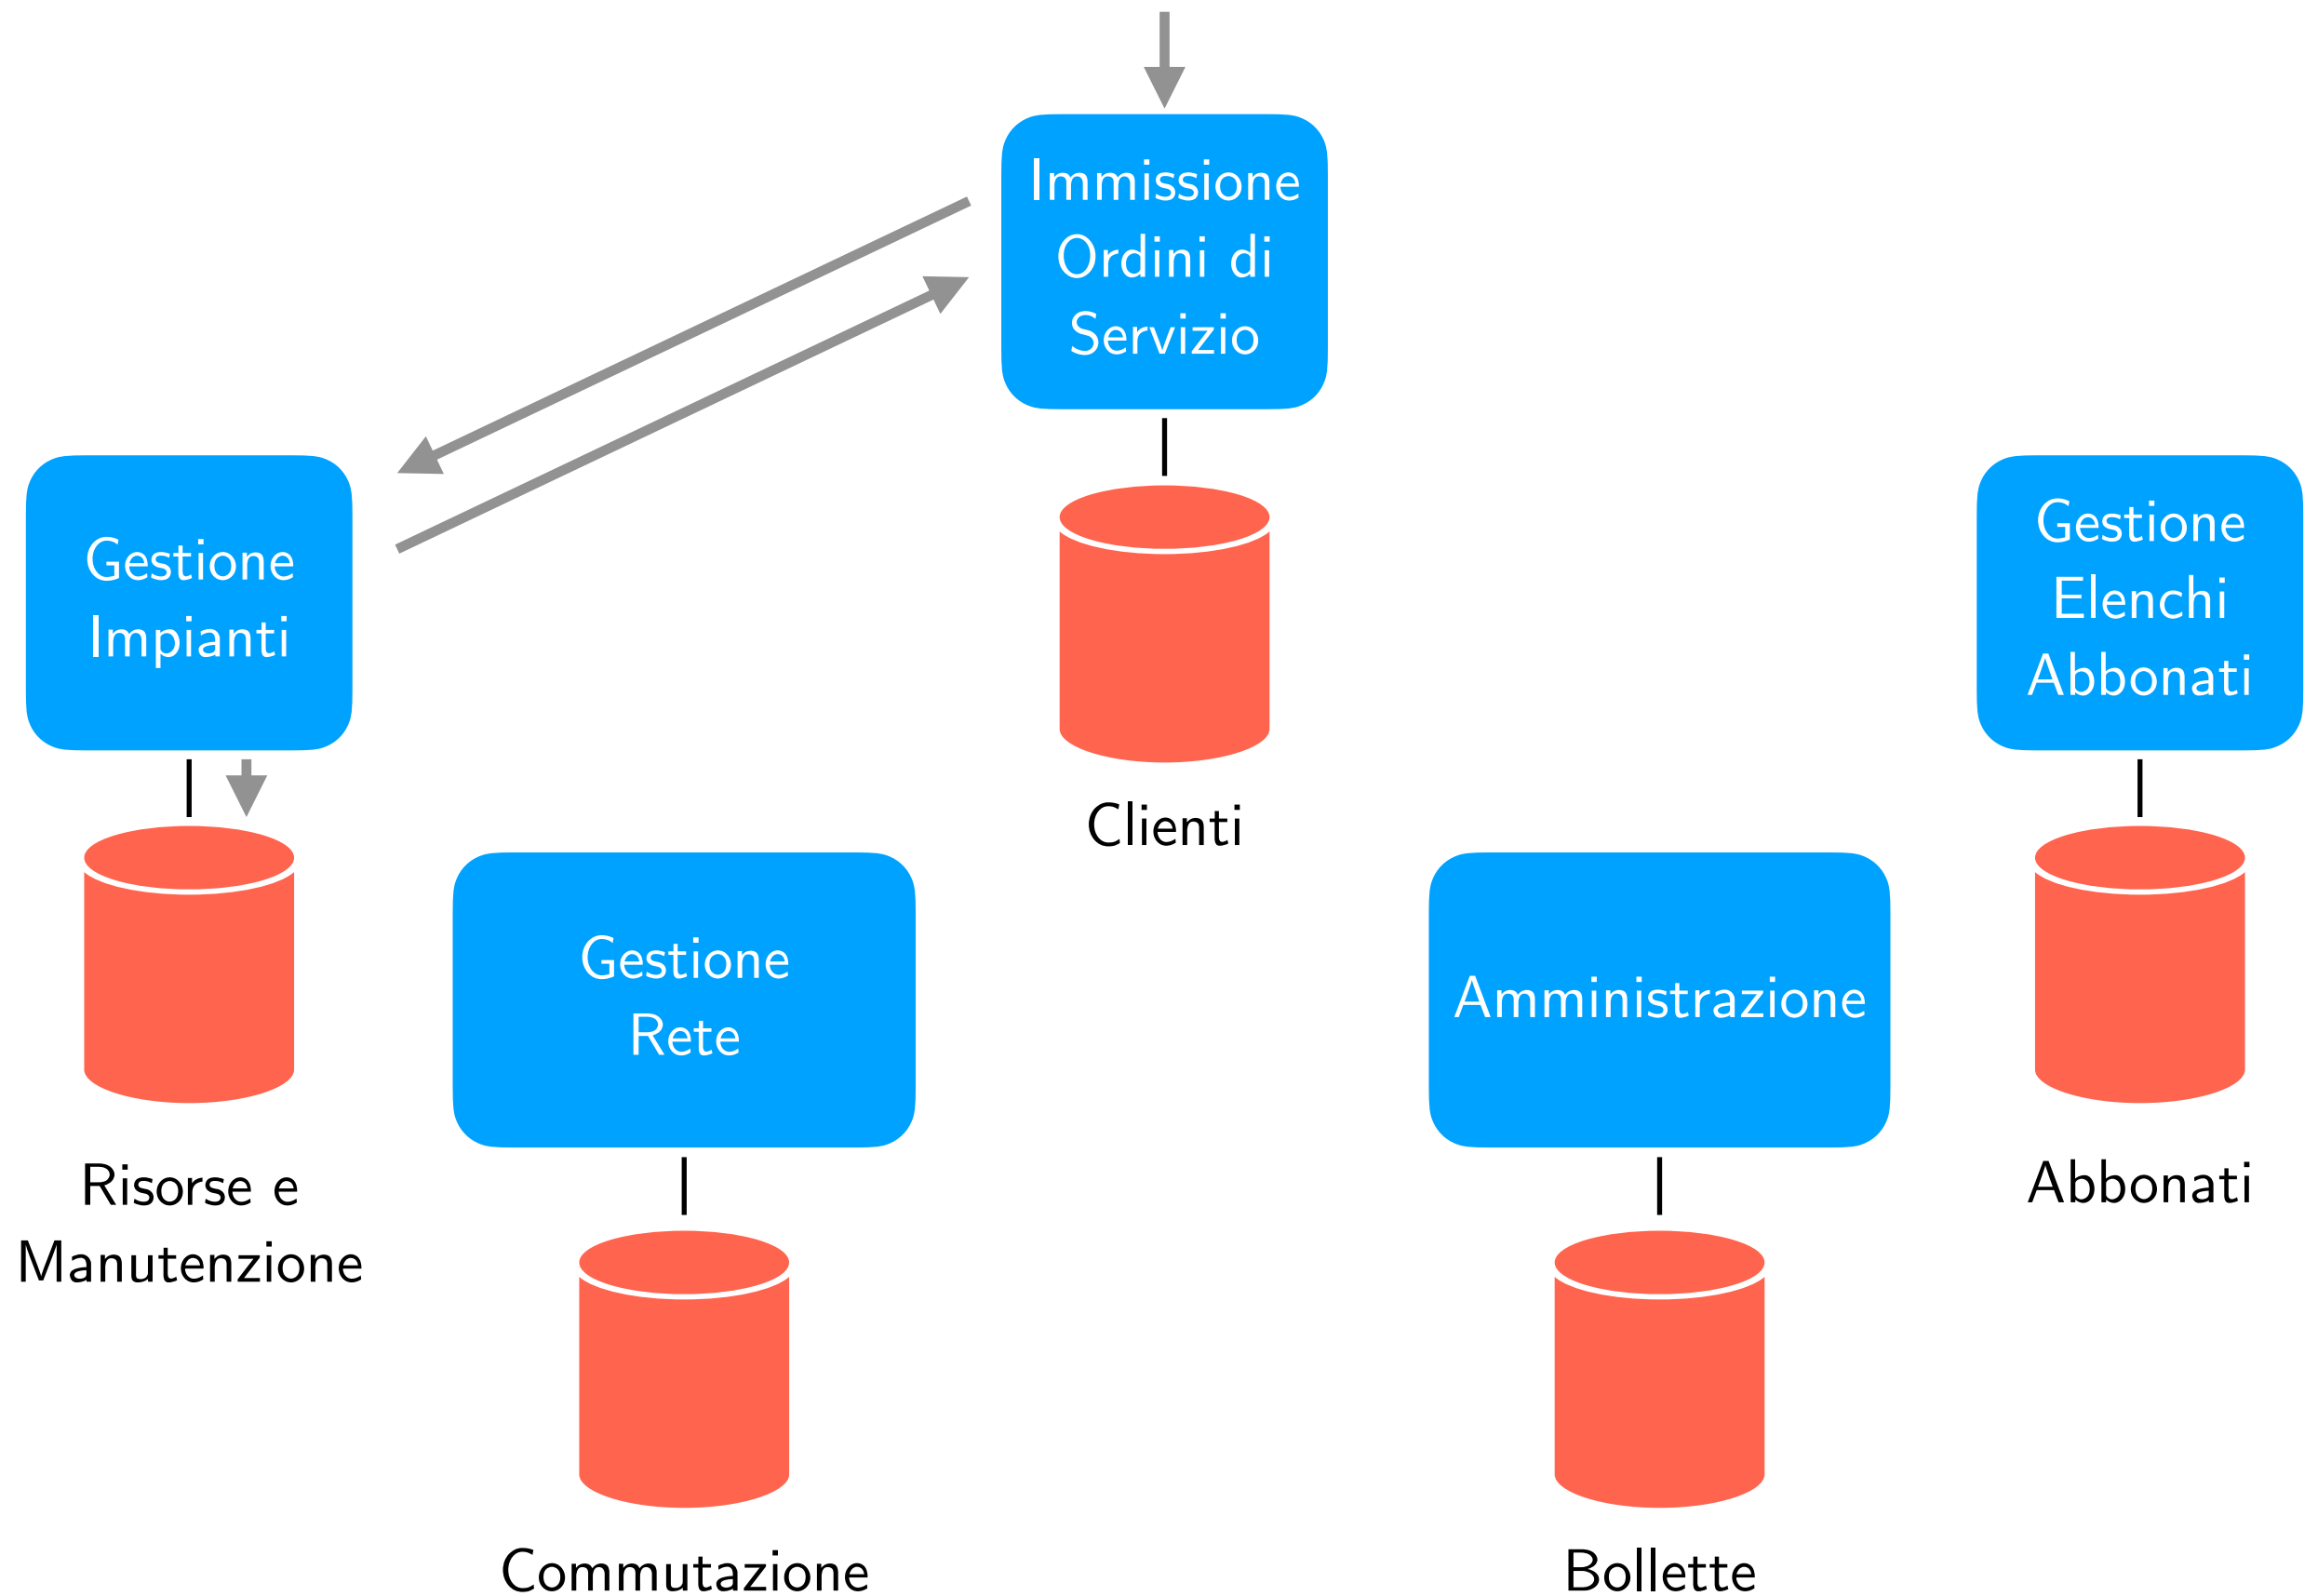 Immissione
Ordini di
Servizio
Gestione
Impianti
Gestione
Elenchi
Abbonati
Clienti
Gestione
Rete
Amministrazione
Risorse e
Manutenzione
Abbonati
Commutazione
Bollette